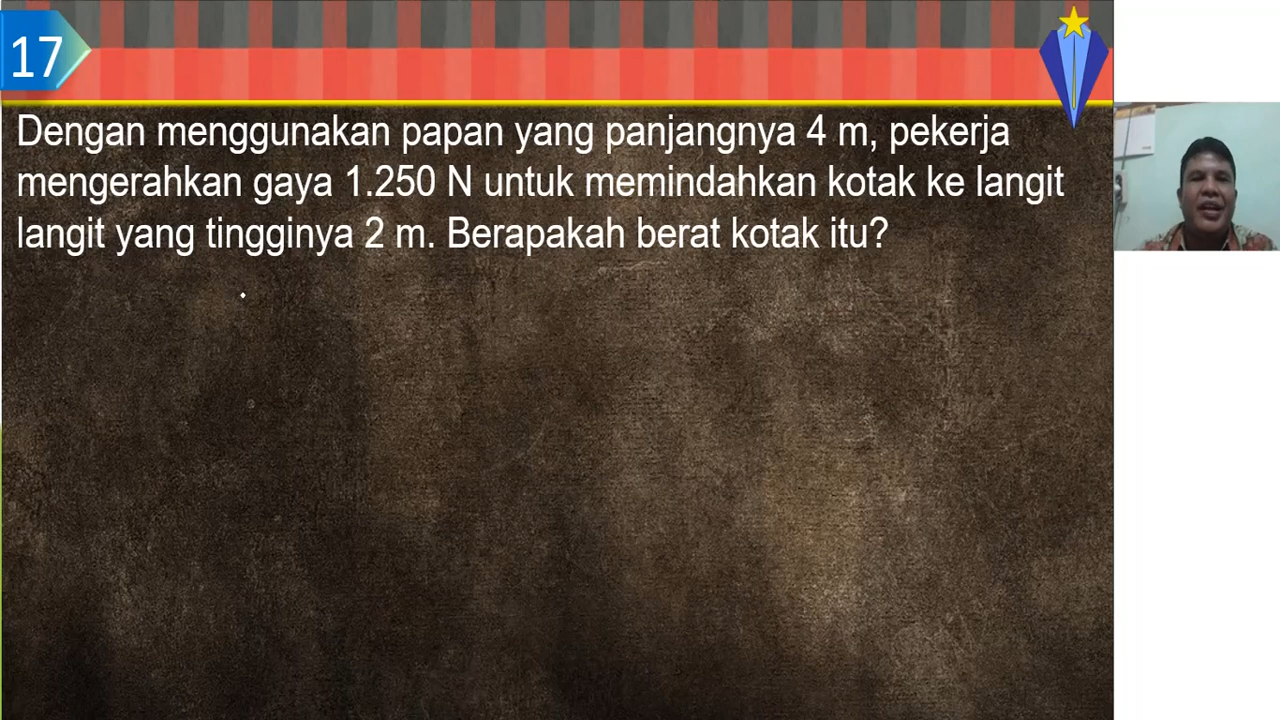 17
Dengan menggunakan papan yang panjangnya 4 m, pekerja
mengerahkan gaya 1.250 N untuk memindahkan kotak ke langit
langit yang tingginya 2 m. Berapakah berat kotak itu?